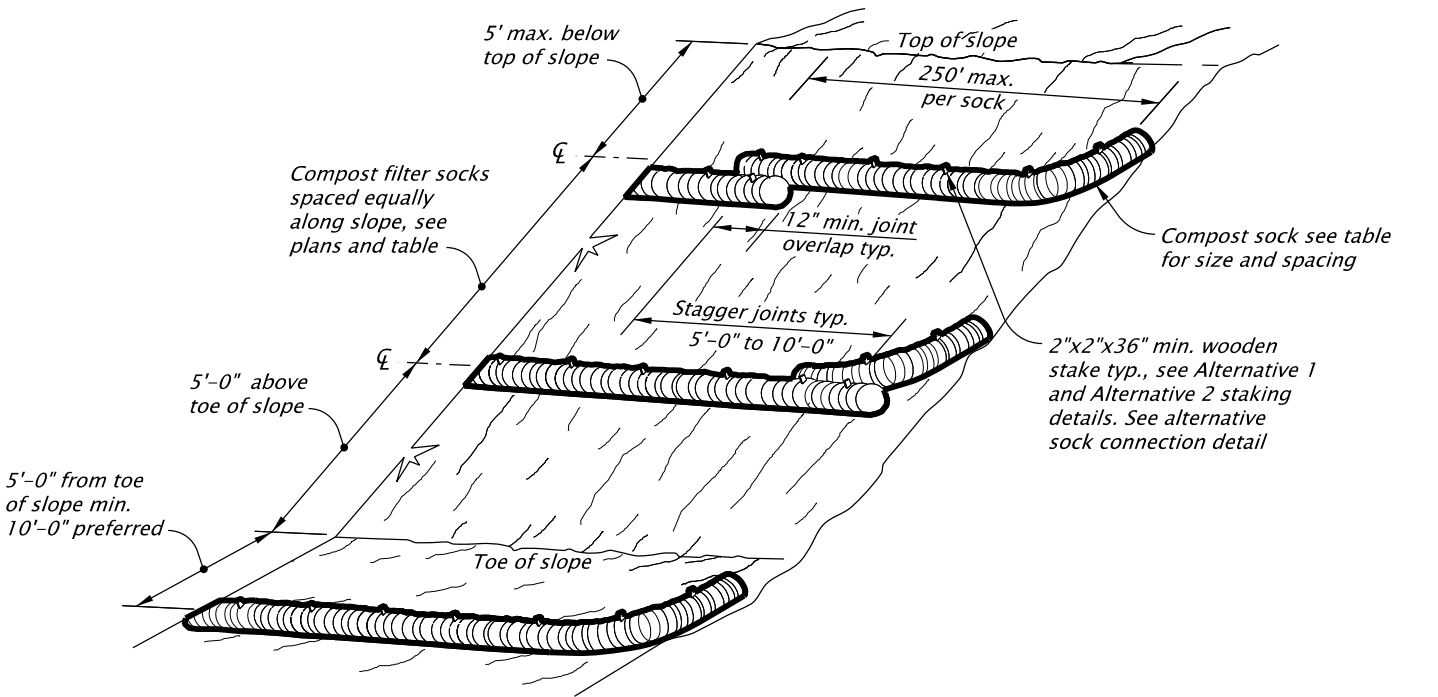 5' max. below
top of slope
Top of slope
250' max.
per sock
℄
Compost filter socks
spaced equally
along slope, see
plans and table
12" min. joint
overlap typ.
Compost sock see table
for size and spacing
Stagger joints typ.
5'–0" to 10'–0"
℄
2"x2"x36" min. wooden
stake typ., see Alternative 1
and Alternative 2 staking
details. See alternative
sock connection detail
5'–0" above
toe of slope
5'–0" from toe
of slope min.
10'–0" preferred
Toe of slope